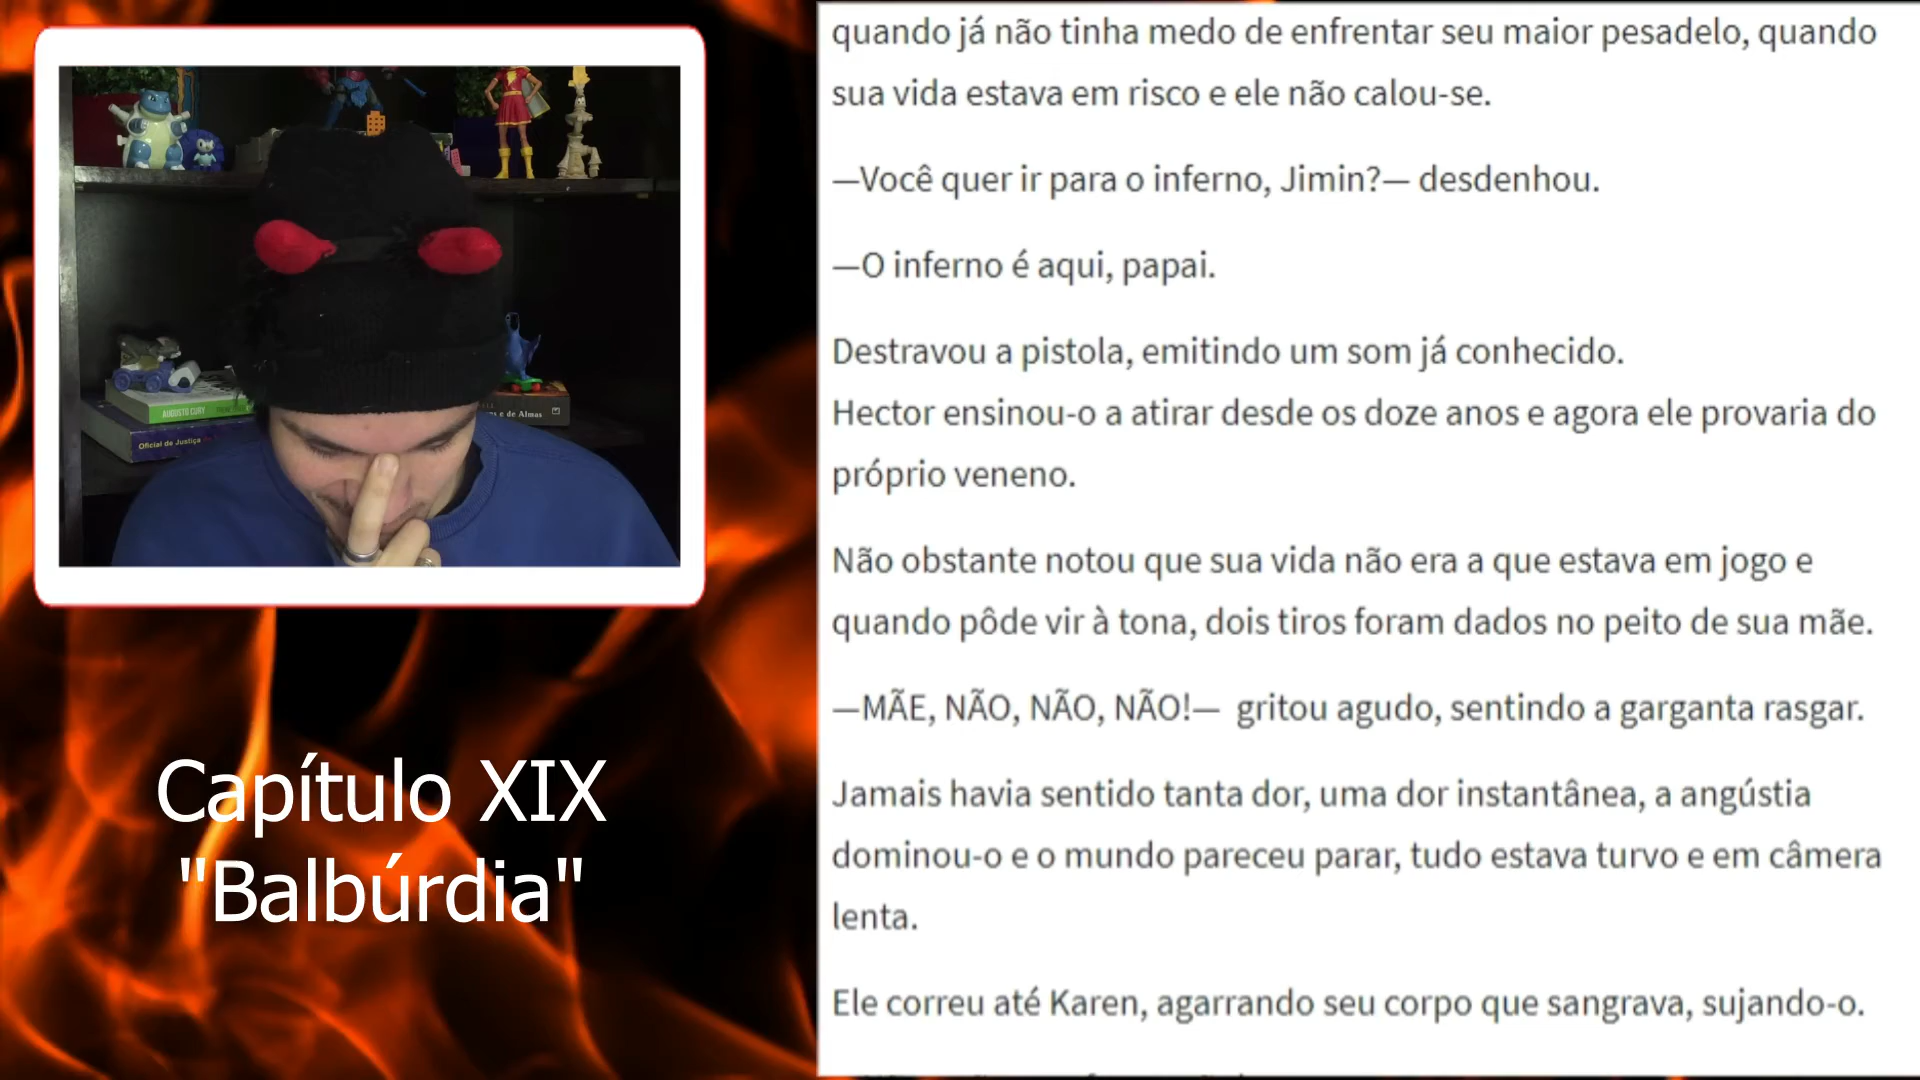 quando já não tinha medo de enfrentar seu maior pesadelo, quando
sua vida estava em risco e ele não calou-se.
—Você quer ir para o inferno, Jimin?— desdenhou.
—O inferno é aqui, papai.
Destravou a pistola, emitindo um som já conhecido.
Hector ensinou-o a atirar desde os doze anos e agora ele provaria do
próprio veneno.
Não obstante notou que sua vida não era a que estava em jogo e
quando pôde vir à tona, dois tiros foram dados no peito de sua mãe.
—MÃE, NÃO, NÃO, NÃO!— gritou agudo, sentindo a garganta rasgar.
Jamais havia sentido tanta dor, uma dor instantânea, a angústia
dominou-o e o mundo pareceu parar, tudo estava turvo e em câmera
lenta.
Ele correu até Karen, agarrando seu corpo que sangrava, sujando-o.
AUGUSTO CURY
Oficial de Justiça
s e de Almas
Capítulo XIX
"Balbúrdia"